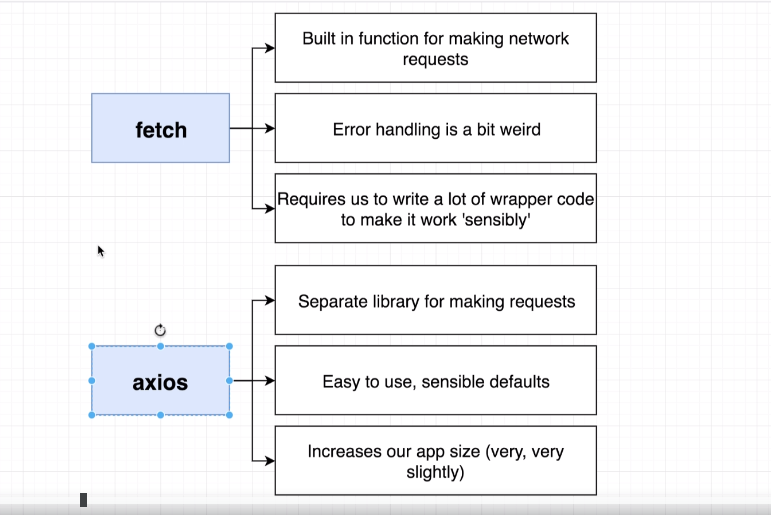 Built in function for making network
requests
fetch
Error handling is a bit weird
Requires us to write a lot of wrapper code
to make it work 'sensibly'
Separate library for making requests
axios
Easy to use, sensible defaults
Increases our app size (very, very
slightly)